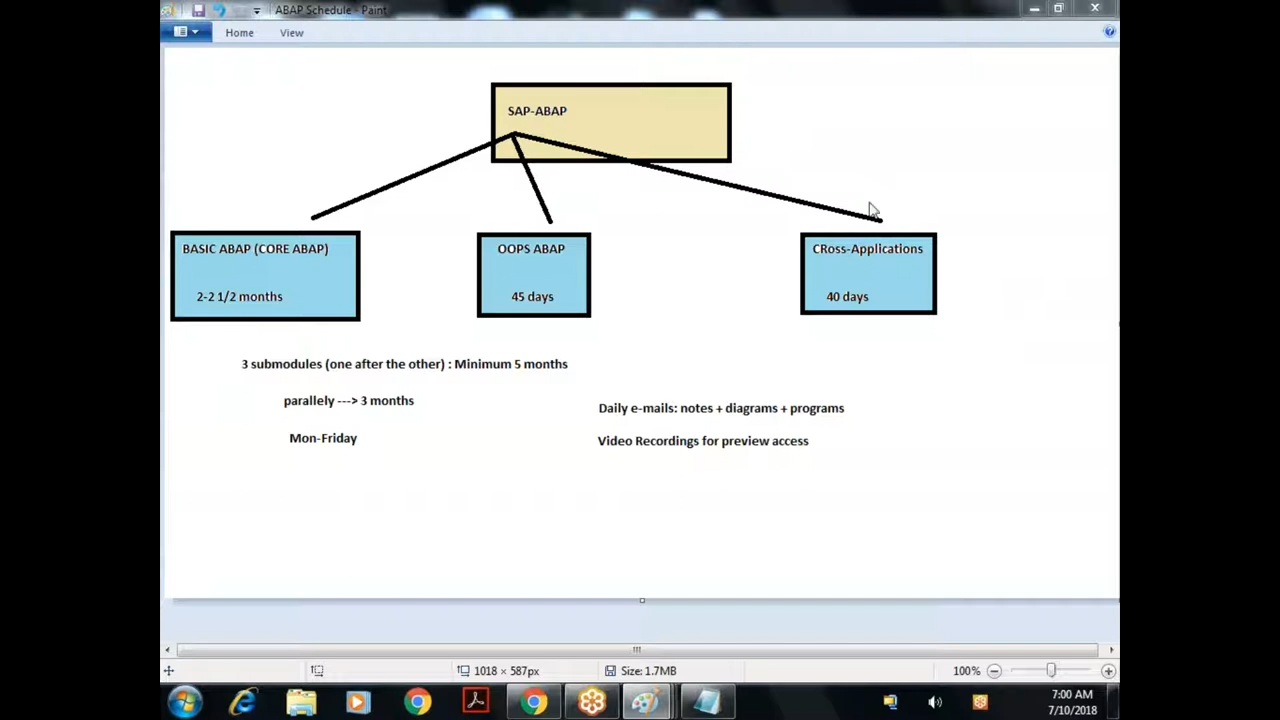 ABAP Schedule - Paint
Home View
SAP-ABAP
BASIC ABAP (CORE ABAP)
2-2 1/2 months
OOPS ABAP
45 days
CRoss-Applications
40 days
3 submodules (one after the other) : Minimum 5 months
parallely ---> 3 months
Mon-Friday
Daily e-mails: notes + diagrams + programs
Video Recordings for preview access
1018 × 587px
Size: 1.7MB
100%
7:00 AM
7/10/2018